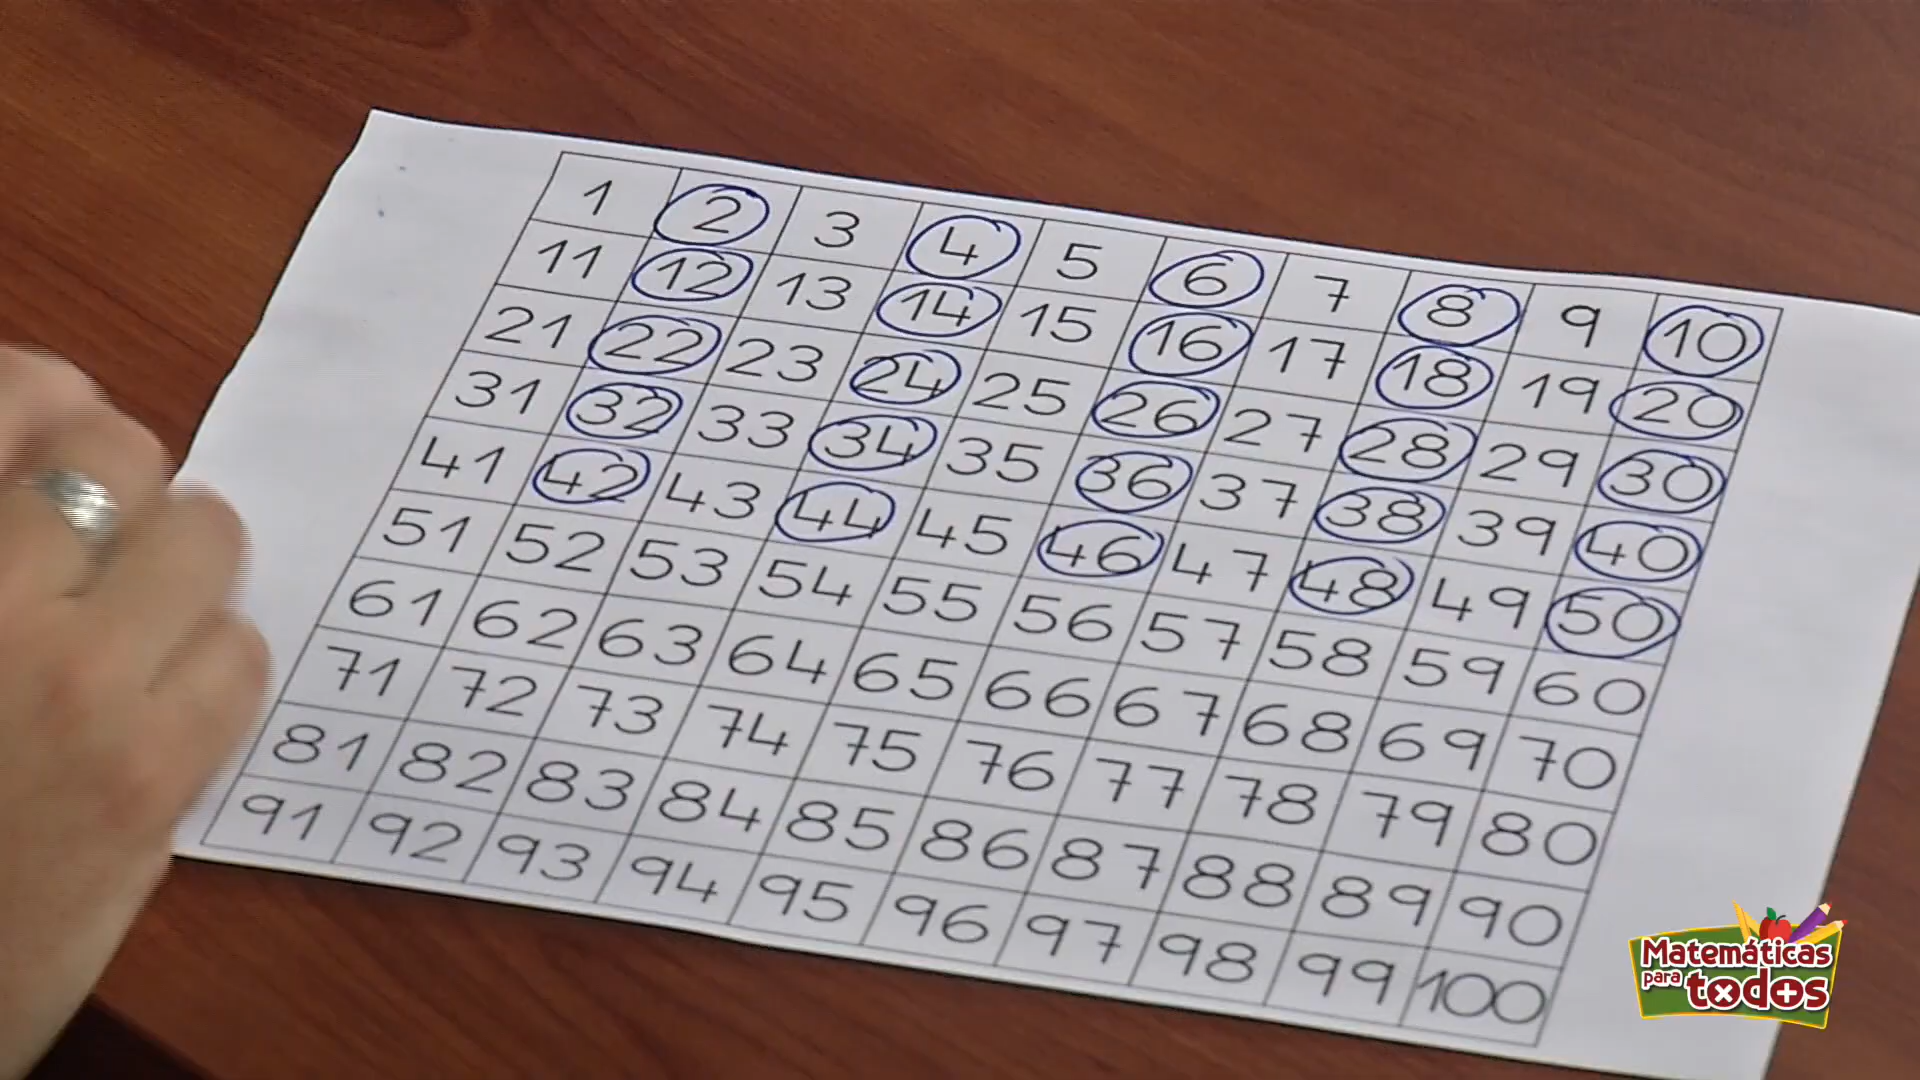 1 2 3 4 5 6 7 8 9 10
11 12 13 14 15 16 17 18 19 20
21 22 23 24 25 26 27 28 29 30
31 32 33 34 35 36 37 38 39 40
41 42 43 44 45 46 47 48 49 50
51 52 53 54 55 56 57 58 59 60
61 62 63 64 65 66 67 68 69 70
71 72 73 74 75 76 77 78 79 80
81 82 83 84 85 86 87 88 89 90
91 92 93 94 95 96 97 98 99 100
Matemáticas
para todos